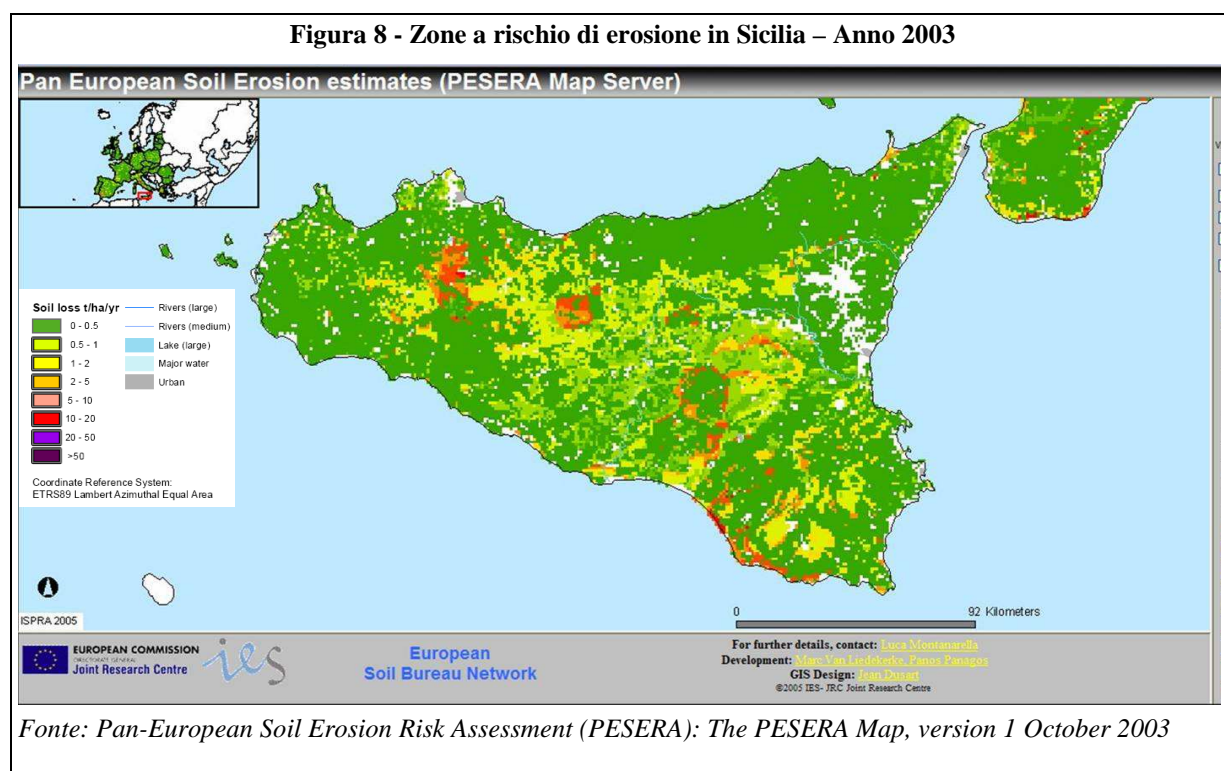 Figura 8 - Zone a rischio di erosione in Sicilia – Anno 2003
Pan European Soil Erosion estimates (PESERA Map Server)
Soil loss t/ha/yr
0 - 0.5
0.5 - 1
1 - 2
2 - 5
5 - 10
10 - 20
20 - 50
>50
Rivers (large)
Rivers (medium)
Lake (large)
Major water
Urban
Coordinate Reference System:
ETRS89 Lambert Azimuthal Equal Area
ISPRA 2005
0 92 Kilometers
EUROPEAN COMMISSION
DIRECTORATE GENERAL
Joint Research Centre
ies
European
Soil Bureau Network
For further details, contact: Luca Montanarella
Development: Marc Van Liedekerke, Panos Panagos
GIS Design: Jean Dusart
©2005 IES- JRC Joint Research Centre
Fonte: Pan-European Soil Erosion Risk Assessment (PESERA): The PESERA Map, version 1 October 2003